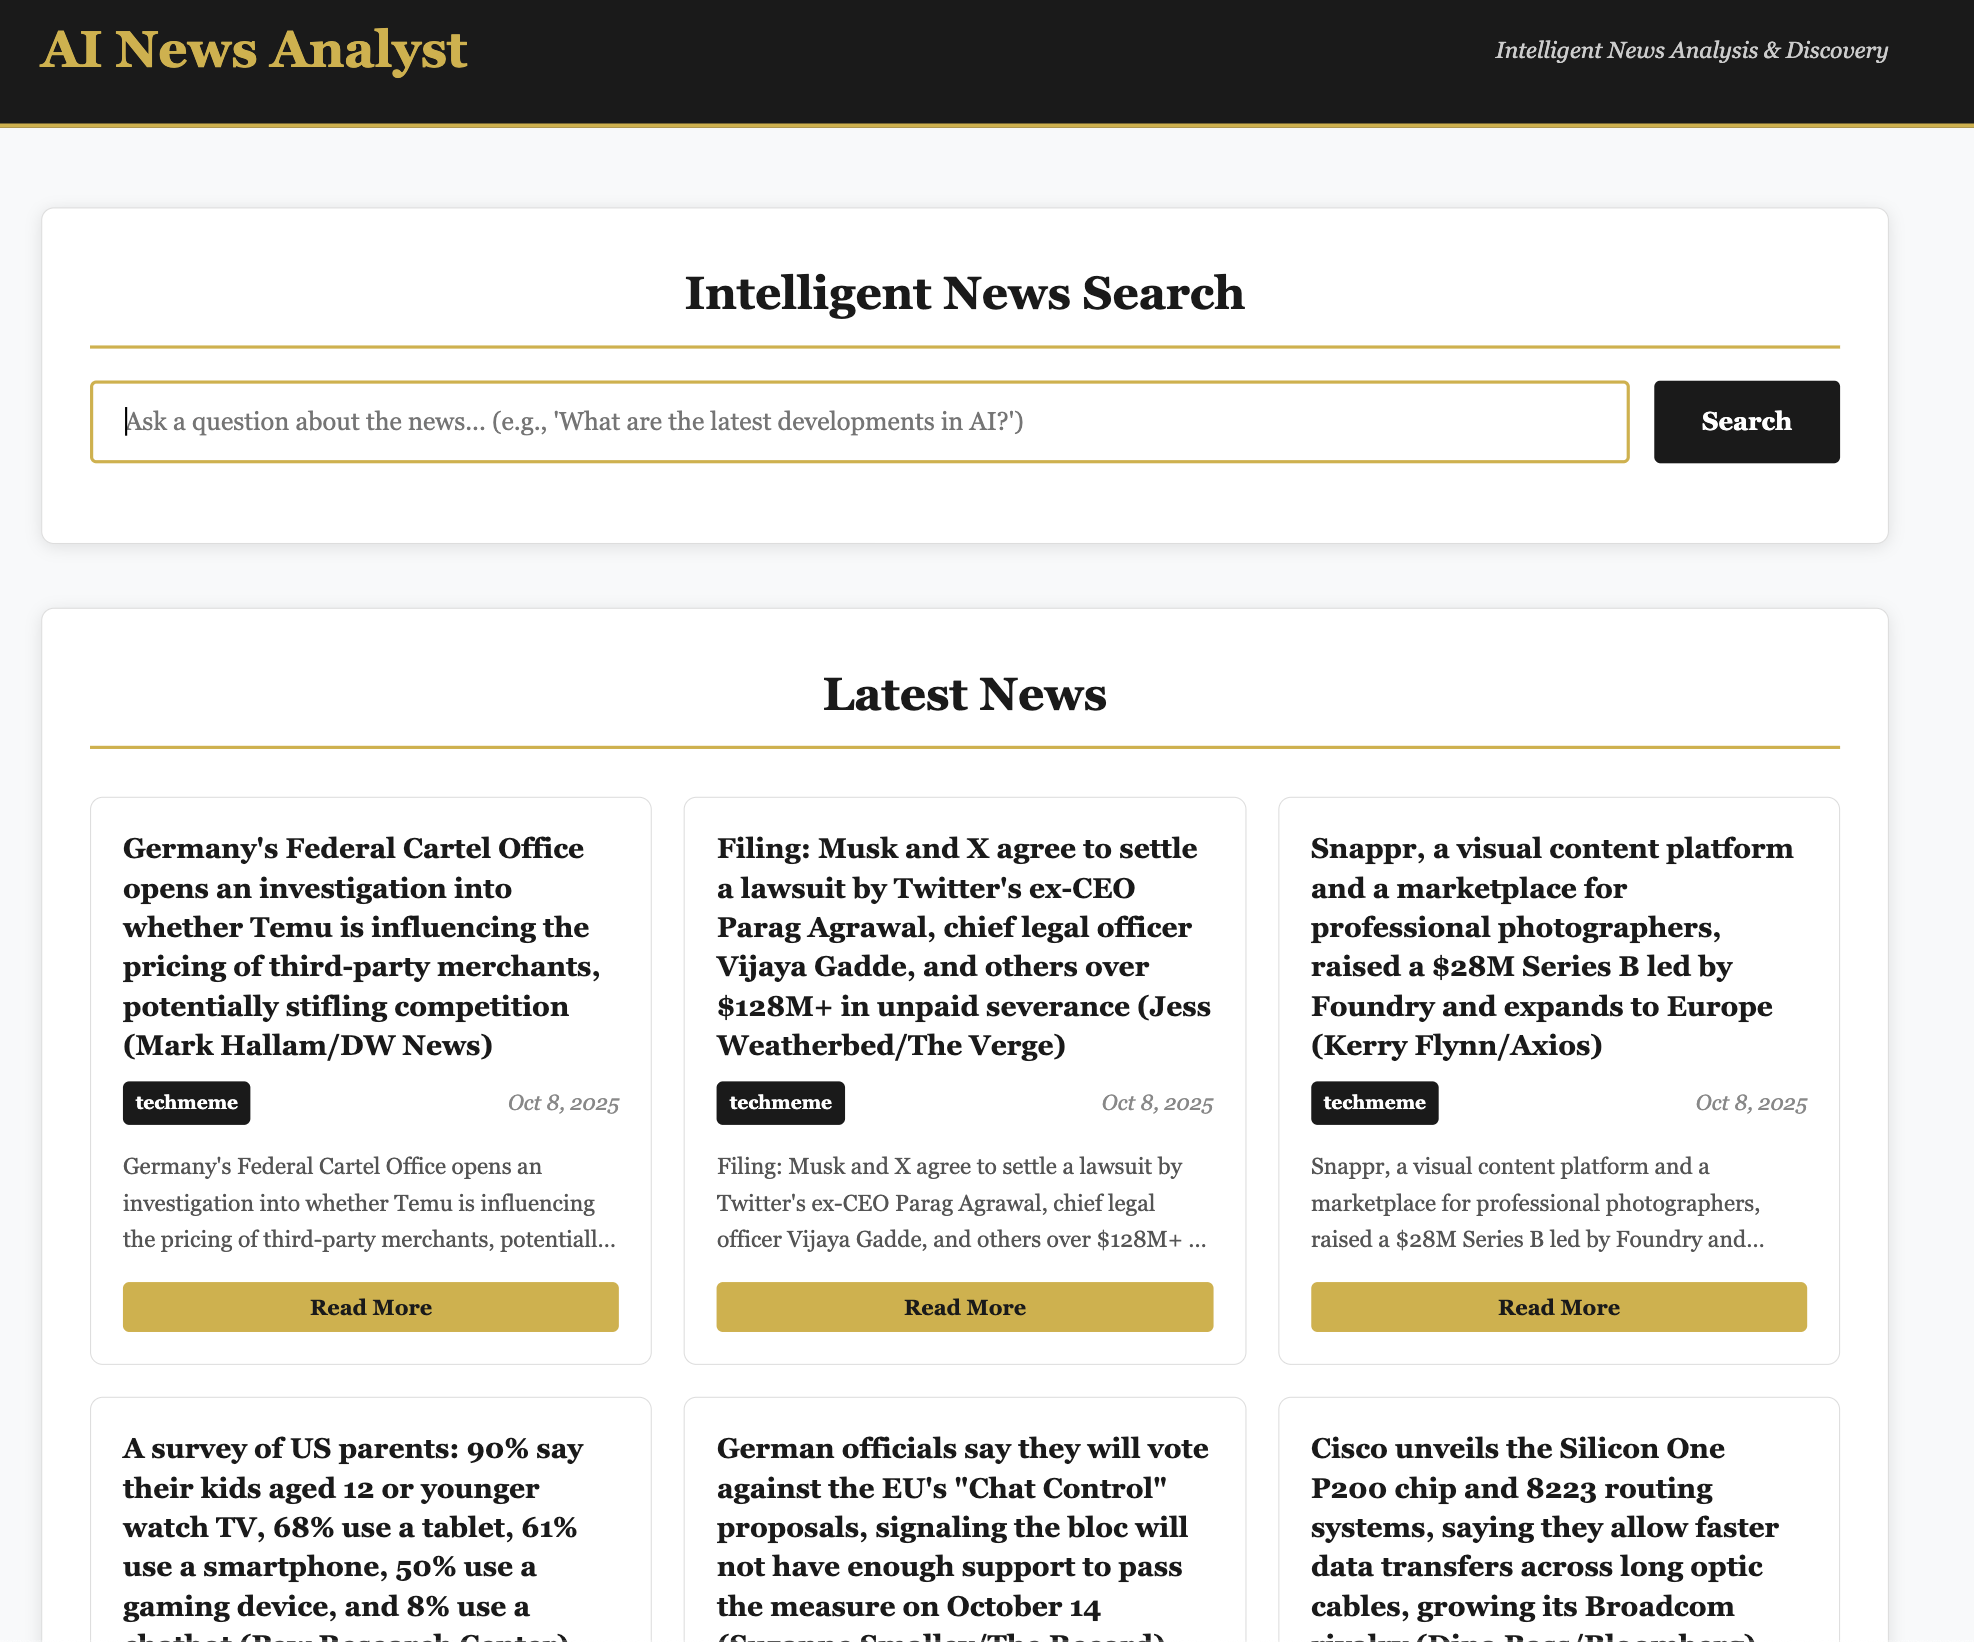 AI News Analyst
Intelligent News Analysis & Discovery
Intelligent News Search
Ask a question about the news... (e.g., 'What are the latest developments in AI?')
Search
Latest News
Germany's Federal Cartel Office
opens an investigation into
whether Temu is influencing the
pricing of third-party merchants,
potentially stifling competition
(Mark Hallam/DW News)
techmeme
Oct 8, 2025
Germany's Federal Cartel Office opens an
investigation into whether Temu is influencing
the pricing of third-party merchants, potentiall...
Read More
Filing: Musk and X agree to settle
a lawsuit by Twitter's ex-CEO
Parag Agrawal, chief legal officer
Vijaya Gadde, and others over
$128M+ in unpaid severance (Jess
Weatherbed/The Verge)
techmeme
Oct 8, 2025
Filing: Musk and X agree to settle a lawsuit by
Twitter's ex-CEO Parag Agrawal, chief legal
officer Vijaya Gadde, and others over $128M+ ...
Read More
Snappr, a visual content platform
and a marketplace for
professional photographers,
raised a $28M Series B led by
Foundry and expands to Europe
(Kerry Flynn/Axios)
techmeme
Oct 8, 2025
Snappr, a visual content platform and a
marketplace for professional photographers,
raised a $28M Series B led by Foundry and...
Read More
A survey of US parents: 90% say
their kids aged 12 or younger
watch TV, 68% use a tablet, 61%
use a smartphone, 50% use a
gaming device, and 8% use a
chatbot (Pew Research Center)
German officials say they will vote
against the EU's "Chat Control"
proposals, signaling the bloc will
not have enough support to pass
the measure on October 14
(Suzanne Smalley/The Record)
Cisco unveils the Silicon One
P200 chip and 8223 routing
systems, saying they allow faster
data transfers across long optic
cables, growing its Broadcom
rivalry (Dina Bass/Bloomberg)